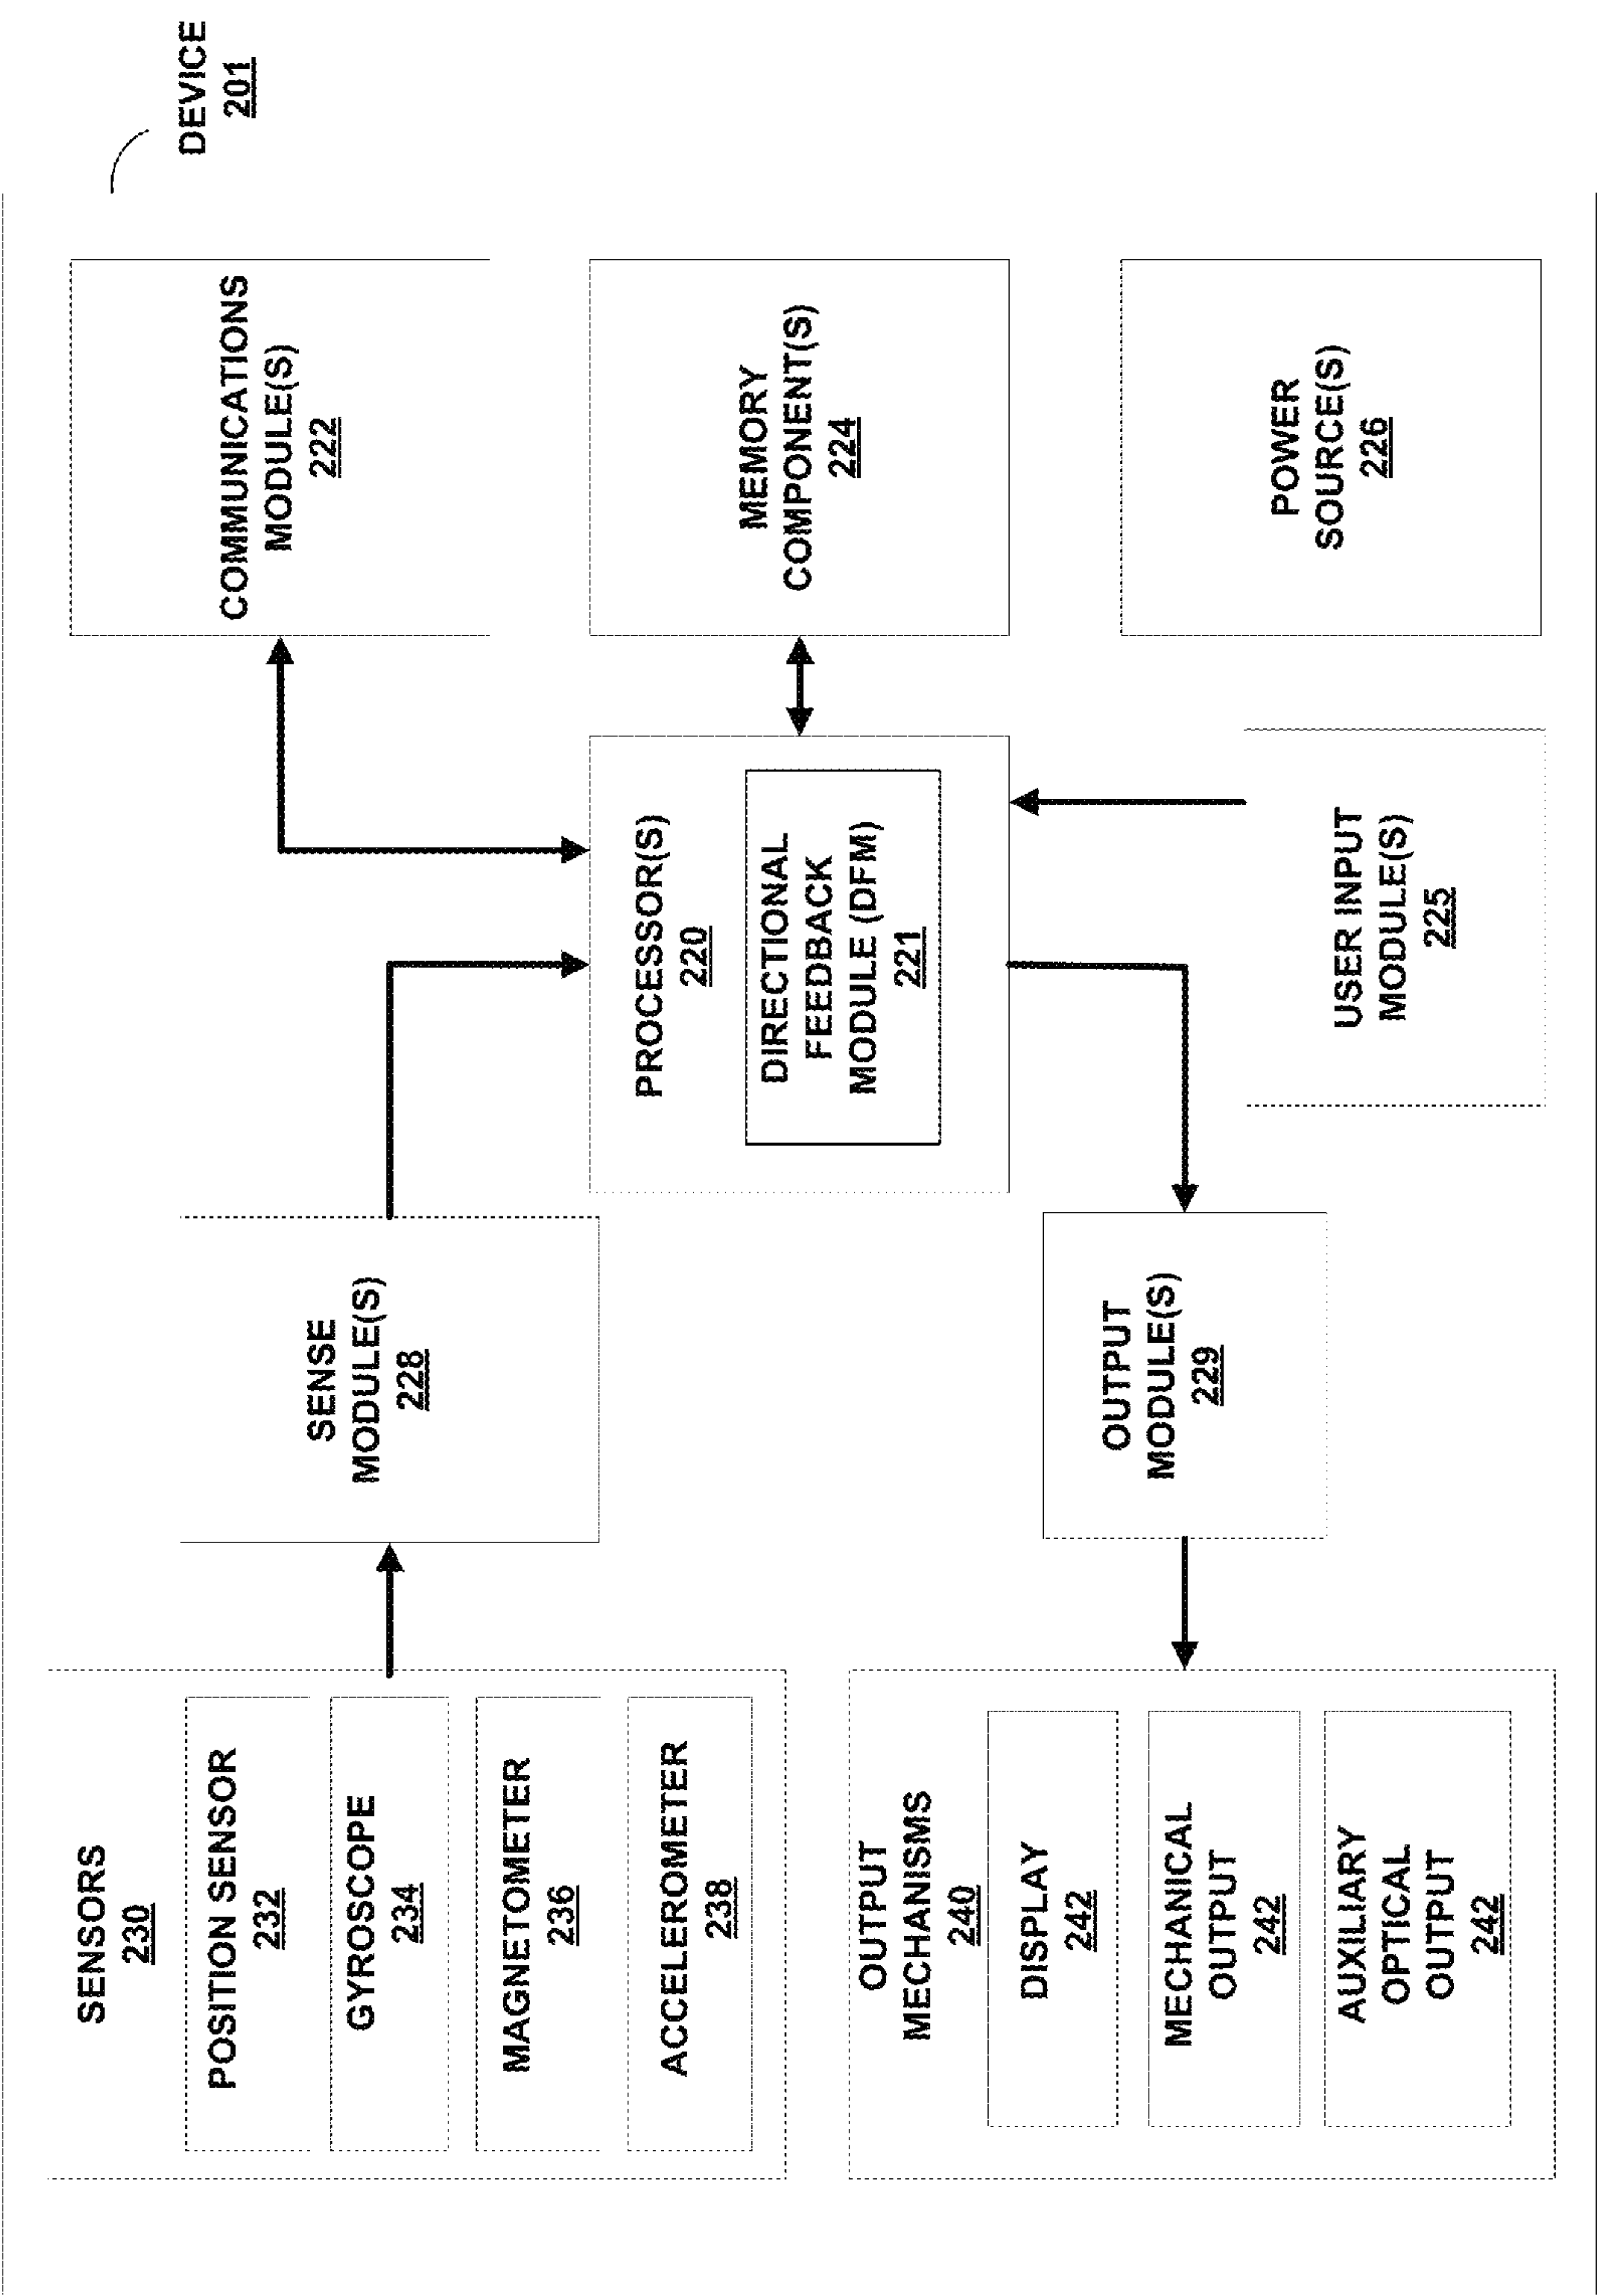 DEVICE
201
SENSORS
230
POSITION SENSOR
232
GYROSCOPE
234
MAGNETOMETER
236
ACCELEROMETER
238
SENSE
MODULE(S)
228
COMMUNICATIONS
MODULE(S)
222
PROCESSOR(S)
220
DIRECTIONAL
FEEDBACK
MODULE (DFM)
221
MEMORY
COMPONENT(S)
224
OUTPUT
MECHANISMS
240
DISPLAY
242
MECHANICAL
OUTPUT
242
AUXILIARY
OPTICAL
OUTPUT
242
OUTPUT
MODULE(S)
229
USER INPUT
MODULE(S)
225
POWER
SOURCE(S)
226